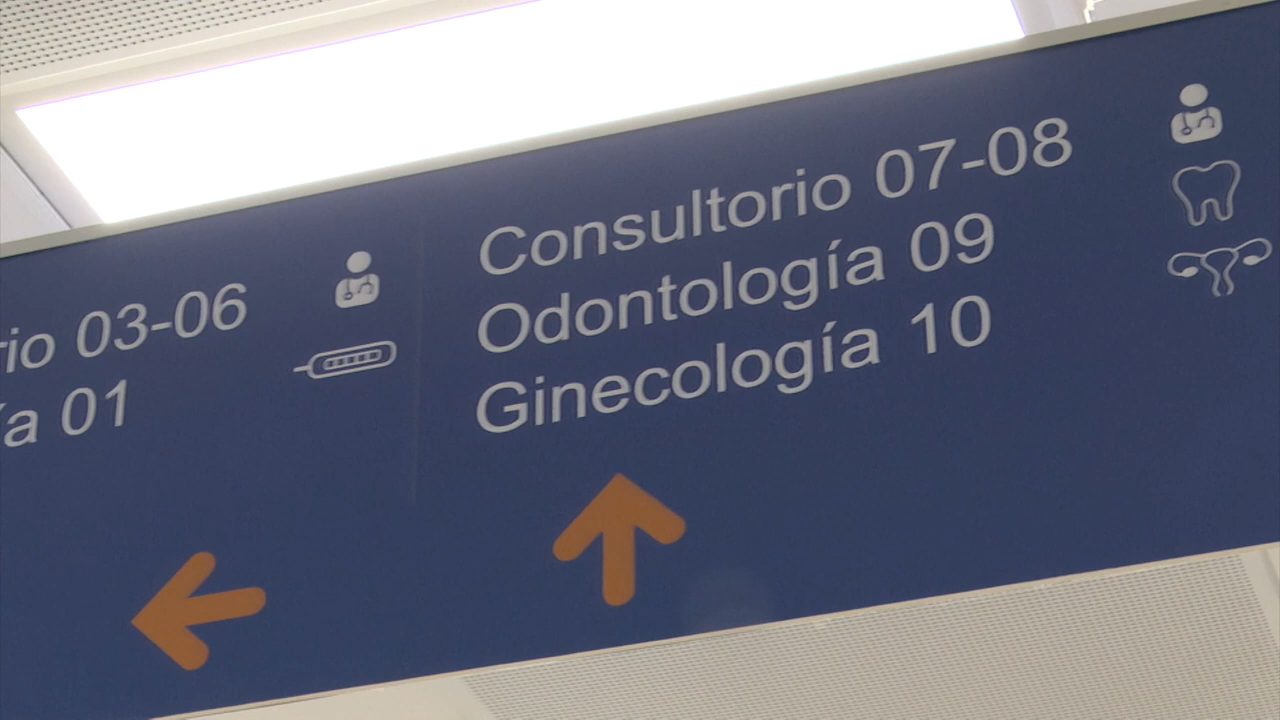 rio 03-06
ía 01
Consultorio 07-08
Odontología 09
Ginecología 10